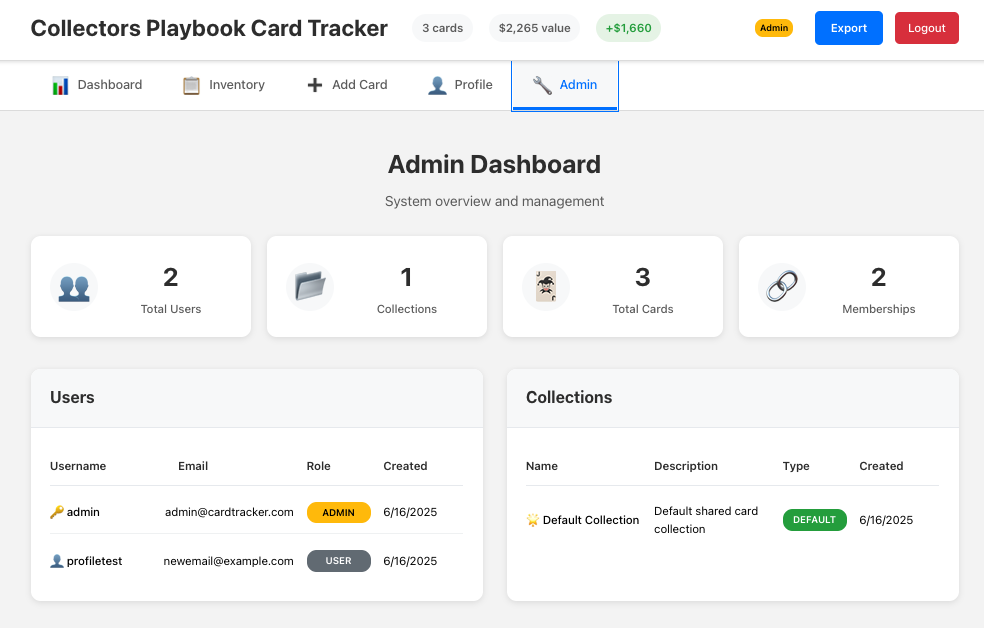 Collectors Playbook Card Tracker 3 cards $2,265 value +$1,660 Admin Export Logout
Dashboard Inventory Add Card Profile Admin
Admin Dashboard
System overview and management
2
Total Users
1
Collections
3
Total Cards
2
Memberships
Users
Username Email Role Created
admin admin@cardtracker.com ADMIN 6/16/2025
profiletest newemail@example.com USER 6/16/2025
Collections
Name Description Type Created
Default Collection Default shared card DEFAULT 6/16/2025
collection